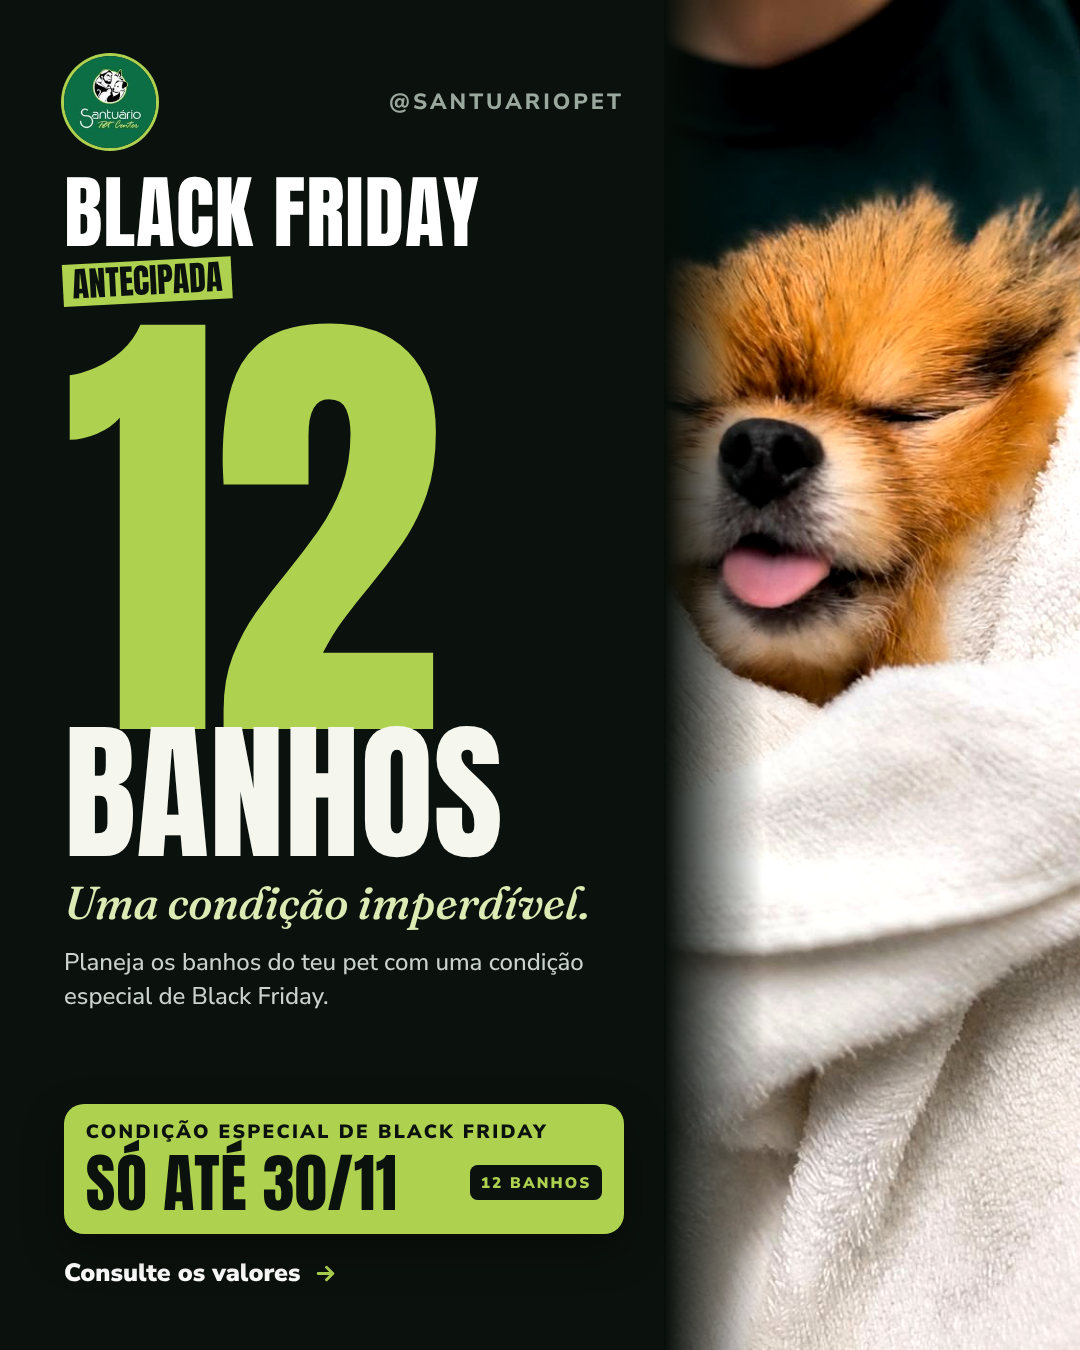 Santuário
Pet Center
@SANTUARIOPET
BLACK FRIDAY
ANTECIPADA
12
BANHOS
Uma condição imperdível.
Planeja os banhos do teu pet com uma condição
especial de Black Friday.
CONDIÇÃO ESPECIAL DE BLACK FRIDAY
SÓ ATÉ 30/11
12 BANHOS
Consulte os valores →